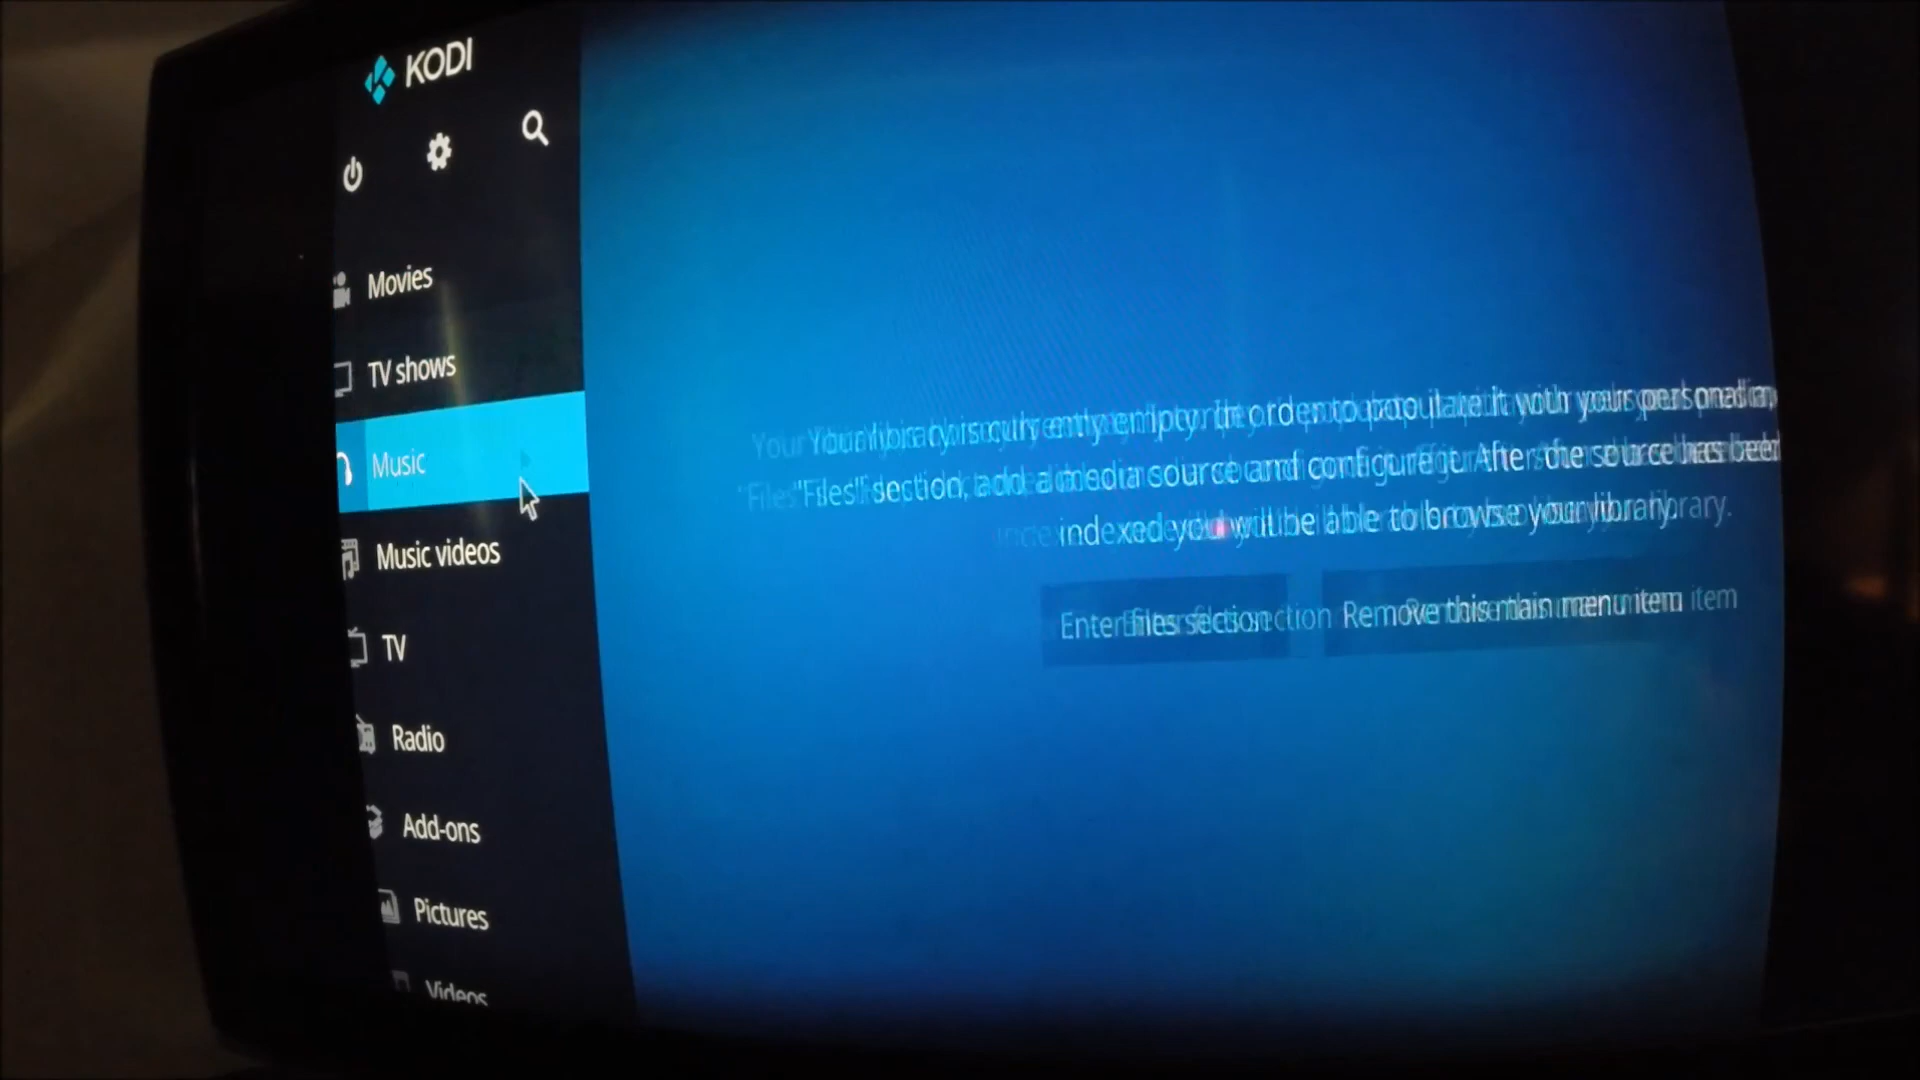 KODI
Movies
TV shows
Music
Music videos
TV
Radio
Add-ons
Pictures
Videos
Your library is currently empty. In order to populate it with your personal media,
"Files" section, add a media source and configure it. After the source has been
indexed you will be able to browse your library.
Enter files section
Remove this main menu item